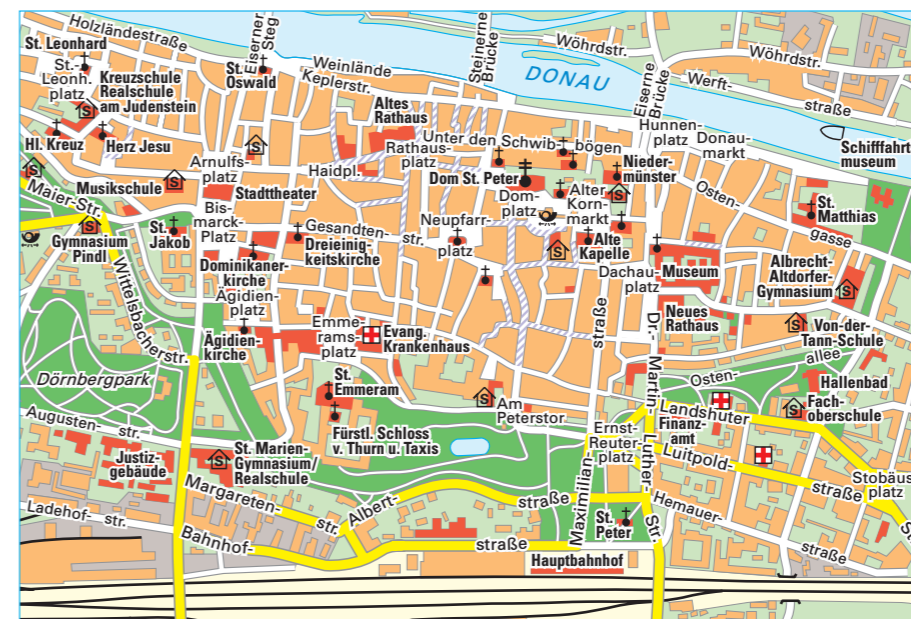 Holzländestraße
Eiserner
Steg
Steinerne
Brücke
Wöhrdstr.
Wöhrdstr.
DONAU
Werft-
straße
Eiserne
Brücke
St. Leonhard
St.-
Leonh.-
platz
Kreuzschule
Realschule
am Judenstein
St.
Oswald
Weinlände
Keplerstr.
Altes
Rathaus
Rathaus-
platz
Unter den Schwib-
bögen
Hunnen-
platz
Donau-
markt
Schifffahrt
museum
Hl. Kreuz
Herz Jesu
Arnulfs-
platz
Haidpl.
Dom St. Peter
Dom-
platz
Nieder-
münster
Alter
Korn-
markt
Osten-
gasse
St.
Matthias
Musikschule
Stadttheater
Maier-Str.
Bis-
marck-
Platz
Gesandten-
str.
Neupfarr-
platz
Gymnasium
Pindl
St.
Jakob
Dreieinig-
keitskirche
Alte
Kapelle
Dachau-
platz
Museum
Albrecht-
Altdorfer-
Gymnasium
Dominikaner-
kirche
Ägidien-
platz
Wittelsbacherstr.
Emme-
rams-
platz
Evang.
Krankenhaus
straße
Dr.-
Martin-
Luther-
Str.
Neues
Rathaus
Von-der-
Tann-Schule
Ägidien-
kirche
Osten-
allee
Dörnbergpark
St.
Emmeram
Hallenbad
Fach-
oberschule
Am
Peterstor
Landshuter
straße
Augusten-
str.
Fürstl. Schloss
v. Thurn u. Taxis
Ernst-
Reuter-
platz
Finanz-
amt
Luitpold-
straße
Justiz-
gebäude
St. Marien-
Gymnasium/
Realschule
Stobäus
platz
Margareten-
str.
Albert-
straße
Maximilian-
Hemauer-
straße
Ladehof-
str.
Bahnhof-
straße
St.
Peter
Hauptbahnhof